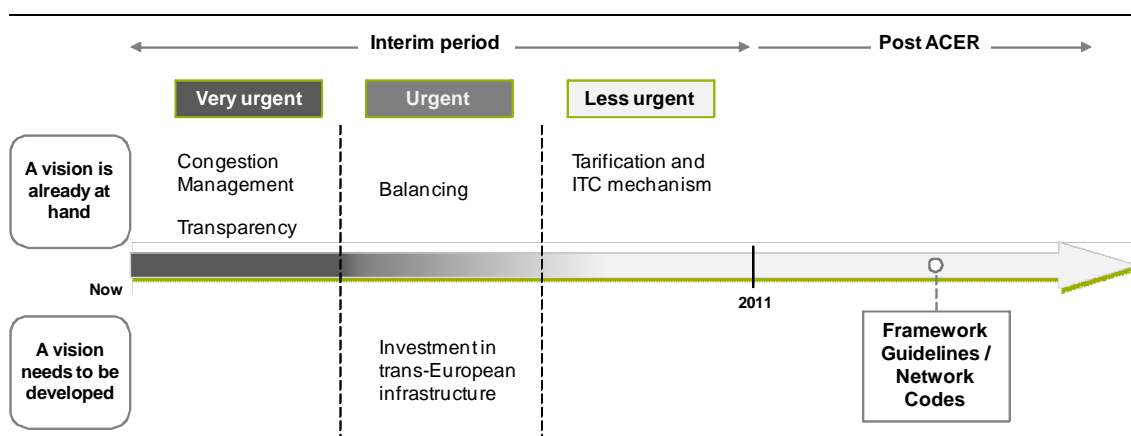 Interim period
Post ACER
Very urgent
Urgent
Less urgent
A vision is
already at
hand
Congestion
Management
Transparency
Balancing
Tarification and
ITC mechanism
Now
2011
A vision
needs to be
developed
Investment in
trans-European
infrastructure
Framework
Guidelines /
Network
Codes